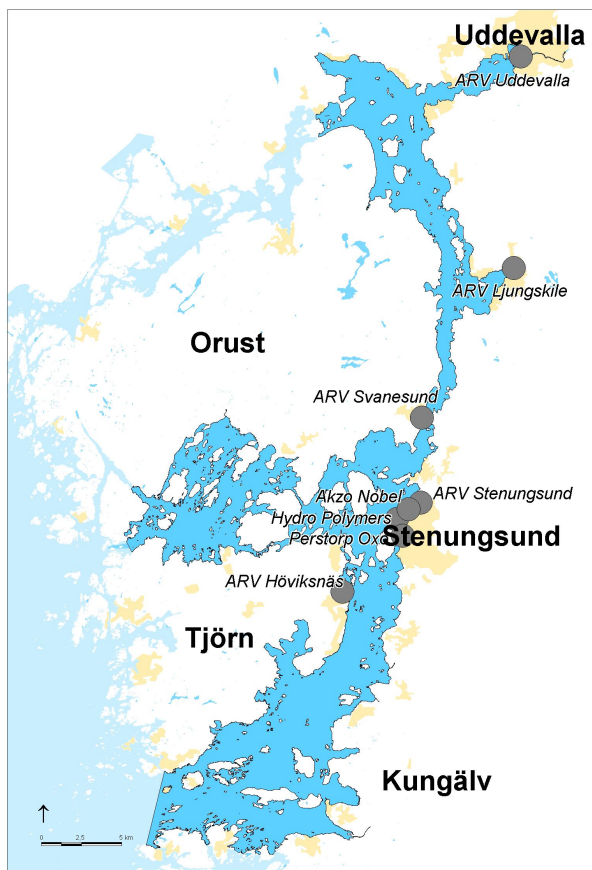 Uddevalla
ARV Uddevalla
ARV Ljungskile
Orust
ARV Svanesund
Akzo Nobel
ARV Stenungsund
Hydro Polymers
Stenungsund
Perstorp Oxo
ARV Höviksnäs
Tjörn
Kungälv
0 2.5 5 km